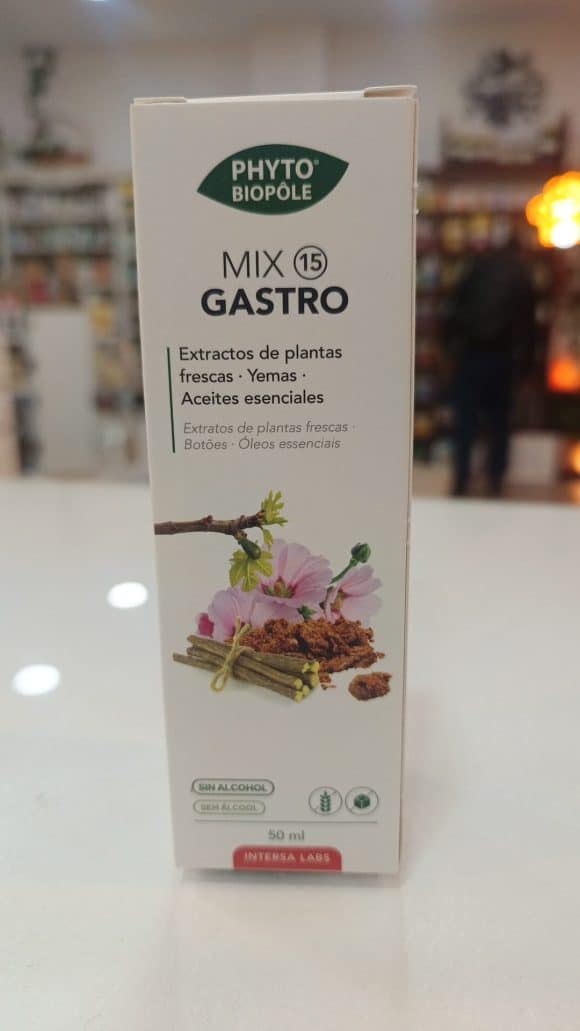 PHYTO®
BIOPÔLE
MIX 15
GASTRO
Extractos de plantas
frescas · Yemas ·
Aceites esenciales
Extratos de plantas frescas ·
Botões · Óleos essenciais
SIN ALCOHOL
SEM ÁLCOOL
50 ml
INTERSA LABS